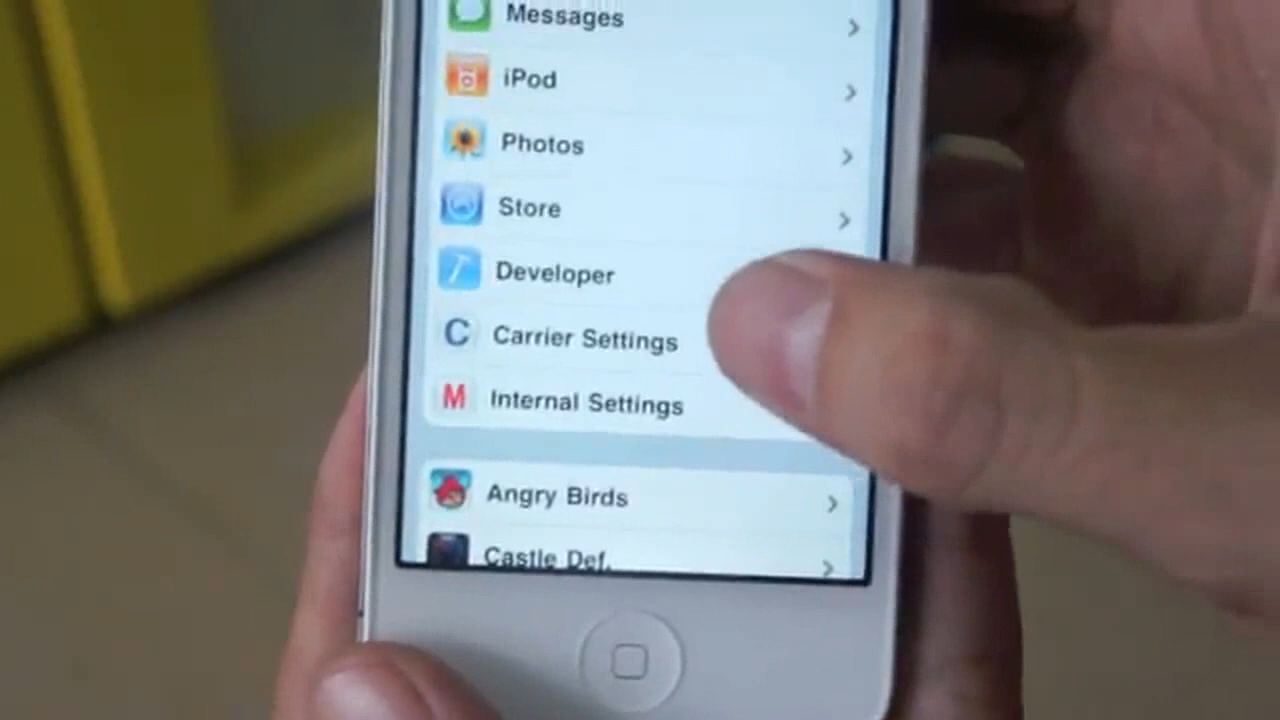 Messages
iPod
Photos
Store
Developer
C Carrier Settings
M Internal Settings
Angry Birds
Castle Def.